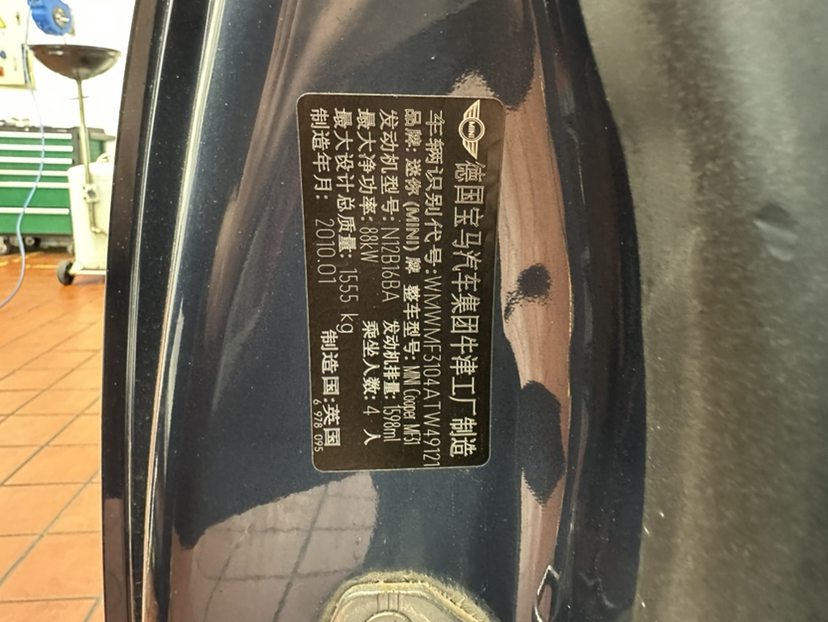 MINI 德国宝马汽车集团牛津工厂制造
车辆识别代号:WMWMF3104ATW49121
品牌: 迷你 (MINI) 牌 整车型号: MINI Cooper MF31
发动机型号: N12B16BA 发动机排量: 1598ml
最大净功率: 88kW 乘坐人数: 4 人
最大设计总质量: 1555 kg
制造年月: 2010.01 制造国:英国
6 978 095